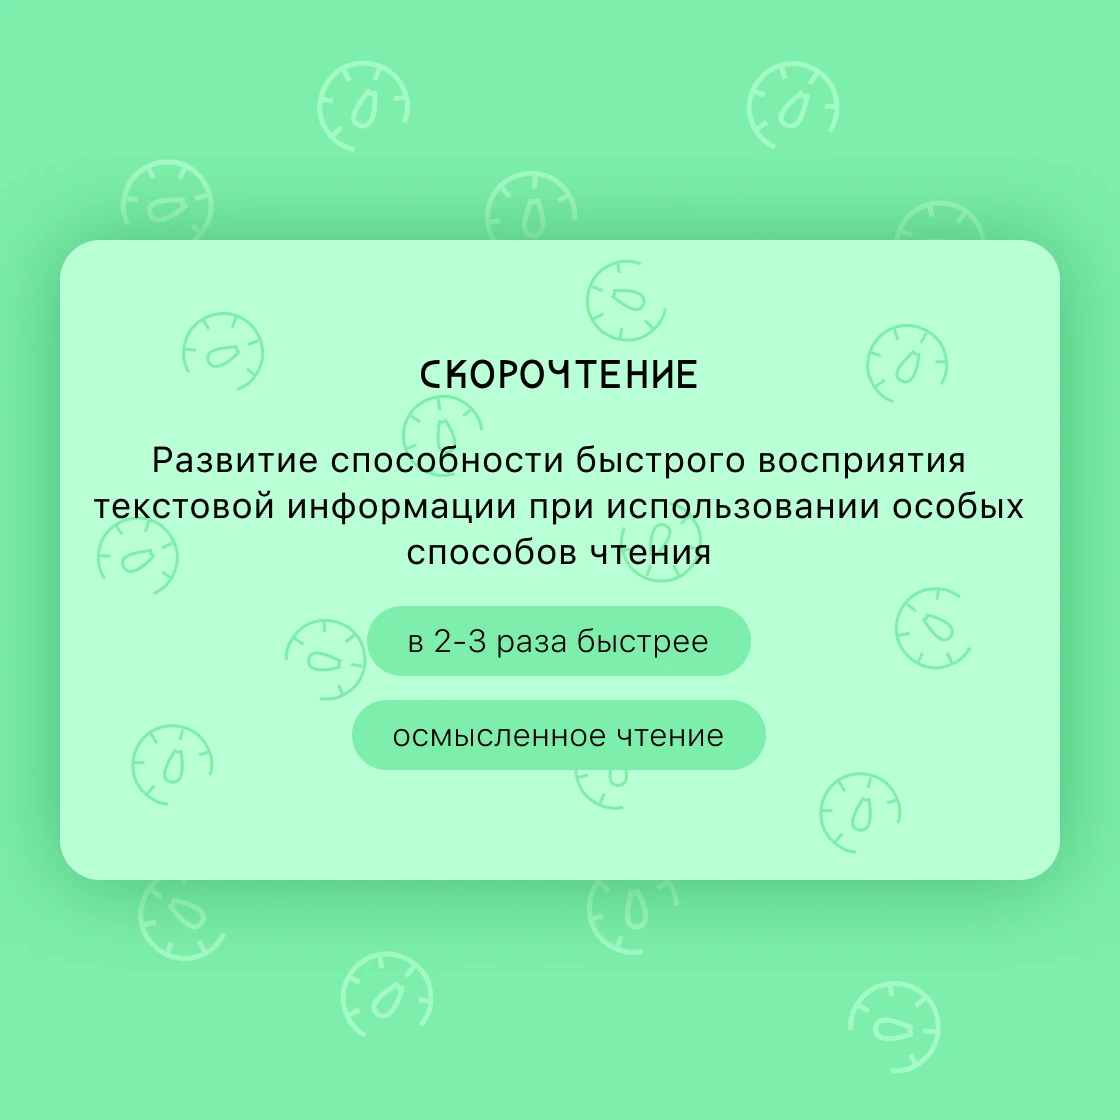 СКОРОЧТЕНИЕ
Развитие способности быстрого восприятия
текстовой информации при использовании особых
способов чтения
в 2-3 раза быстрее
осмысленное чтение